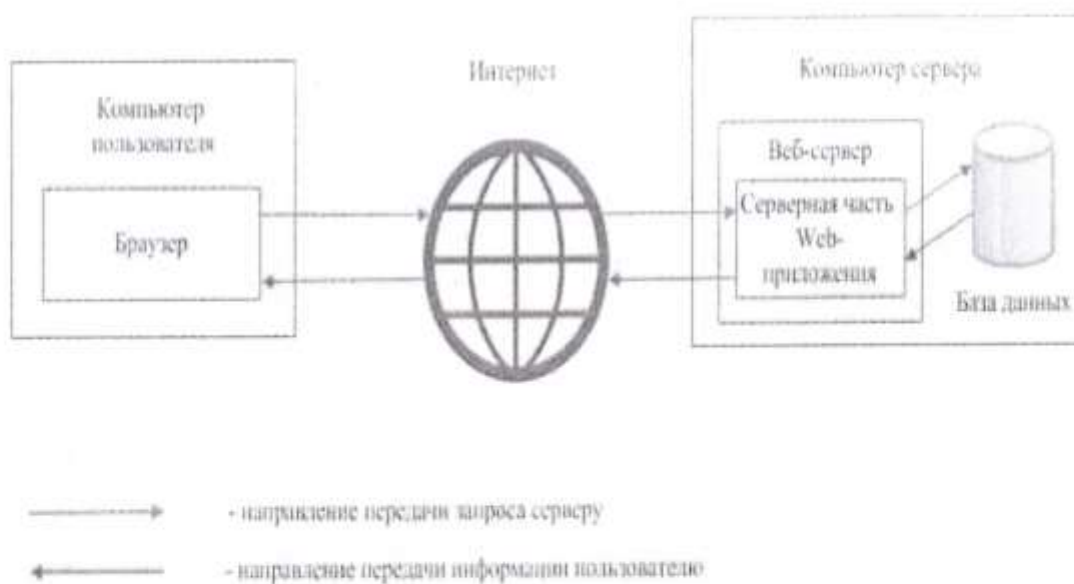 Компьютер
пользователя
Браузер
Интернет
Компьютер сервера
Веб-сервер
Серверная часть
Web-
приложения
База данных
- направление передачи запроса серверу
- направление передачи информации пользователю